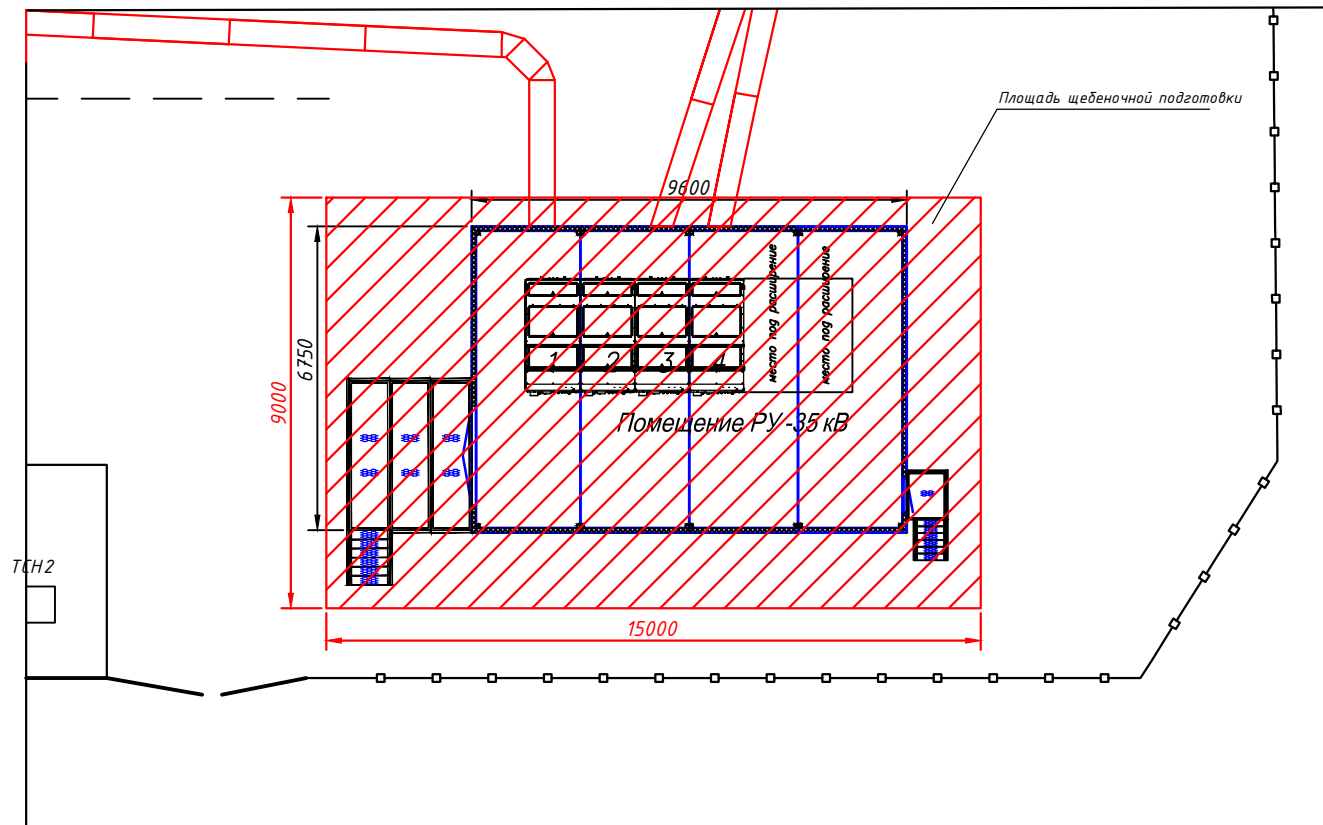 Площадь щебеночной подготовки
9600
место под расширение
место под расширение
6750
9000
1 2 3 4
Помещение РУ-35 кВ
ТСН2
15000